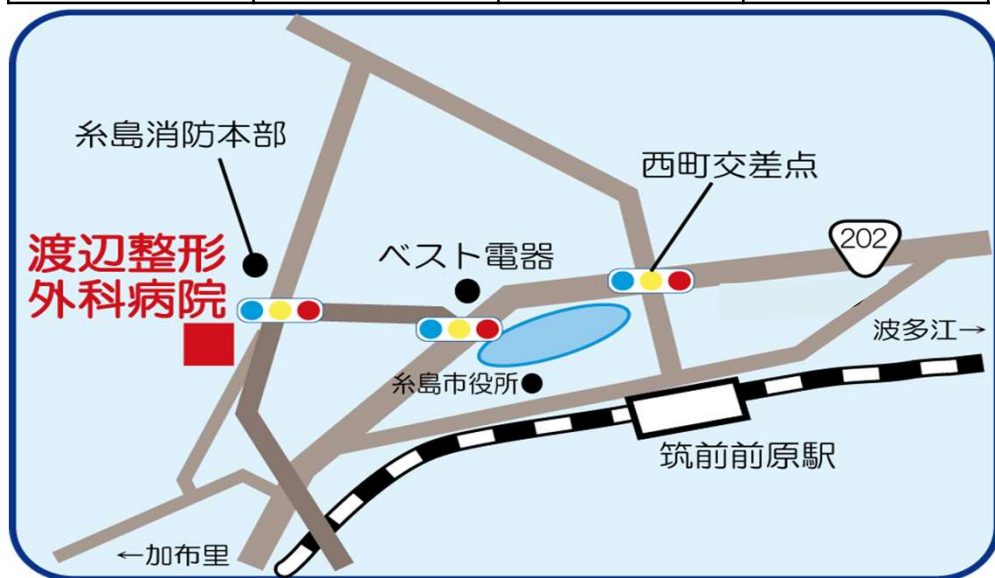 糸島消防本部
西町交差点
渡辺整形
外科病院
ベスト電器
202
波多江→
糸島市役所
筑前前原駅
←加布里